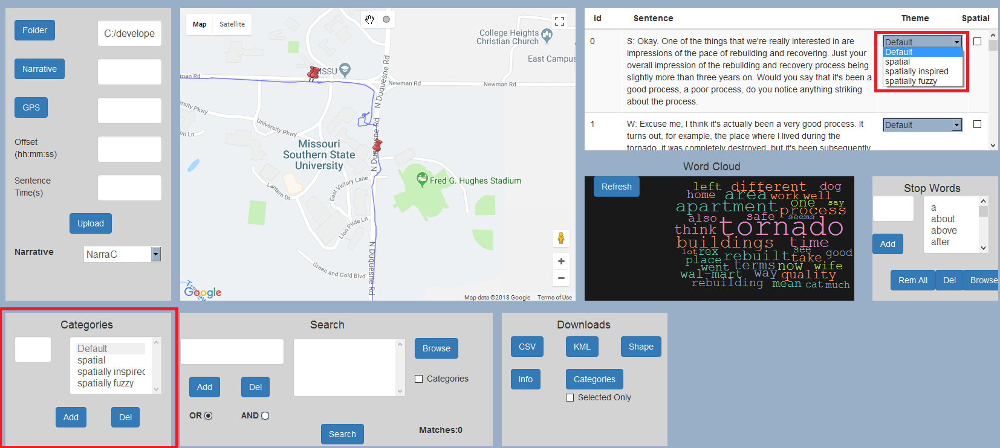 Folder
C:/develope
Narrative
GPS
Offset
(hh:mm:ss)
Sentence
Time(s)
Upload
Narrative
NarraC
Map
Satellite
College Heights
Christian Church
East Campus
MSSU
man Rd
Newman Rd
Newman Rd
N Duquesne Rd
versity Pkwy
University Pkwy
on Ln
Missouri
Southern State
University
N Duquesne Rd
Fred G. Hughes Stadium
East Victory Lane
Lantern Dr
Lion Pride Ln
N Duquesne Rd
Green and Gold Blvd
Google
Map data ©2018 Google
Terms of Use
id
Sentence
Theme
Spatial
0
S: Okay. One of the things that we're really interested in are
impressions of the pace of rebuilding and recovering. Just your
overall impression of the rebuilding and recovery process being
slightly more than three years on. Would you say that it's been a
good process, a poor process, do you notice anything striking
about the process.
Default
Default
spatial
spatially inspired
spatially fuzzy
1
W: Excuse me, I think it's actually been a very good process. It
turns out, for example, the place where I lived during the
tornado, it was completely destroyed, but it's been subsequently
Default
Word Cloud
Refresh
left different dog
home area work well
apartment one say
also safe seems process
think tornado
buildings time
lot rex see good
place rebuilt take
went terms now wife
wal-mart way quality
rebuilding mean cat much
Stop Words
a
about
above
after
Add
Rem All
Del
Browse
Categories
Default
spatial
spatially inspired
spatially fuzzy
Add
Del
Search
Browse
Add
Del
Categories
OR
AND
Search
Matches:0
Downloads
CSV
KML
Shape
Info
Categories
Selected Only